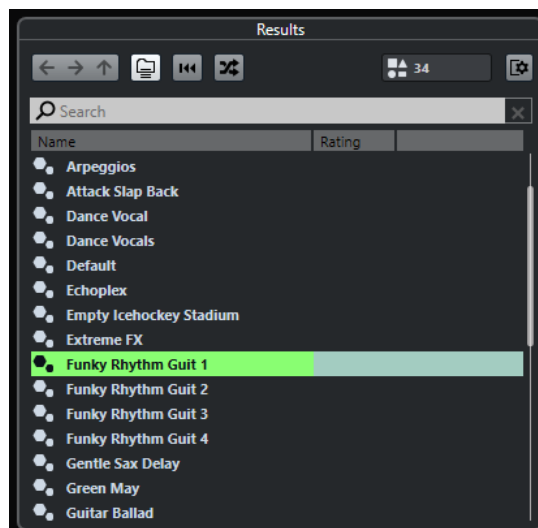 Results
34
Search
Name Rating
Arpeggios
Attack Slap Back
Dance Vocal
Dance Vocals
Default
Echoplex
Empty Icehockey Stadium
Extreme FX
Funky Rhythm Guit 1
Funky Rhythm Guit 2
Funky Rhythm Guit 3
Funky Rhythm Guit 4
Gentle Sax Delay
Green May
Guitar Ballad